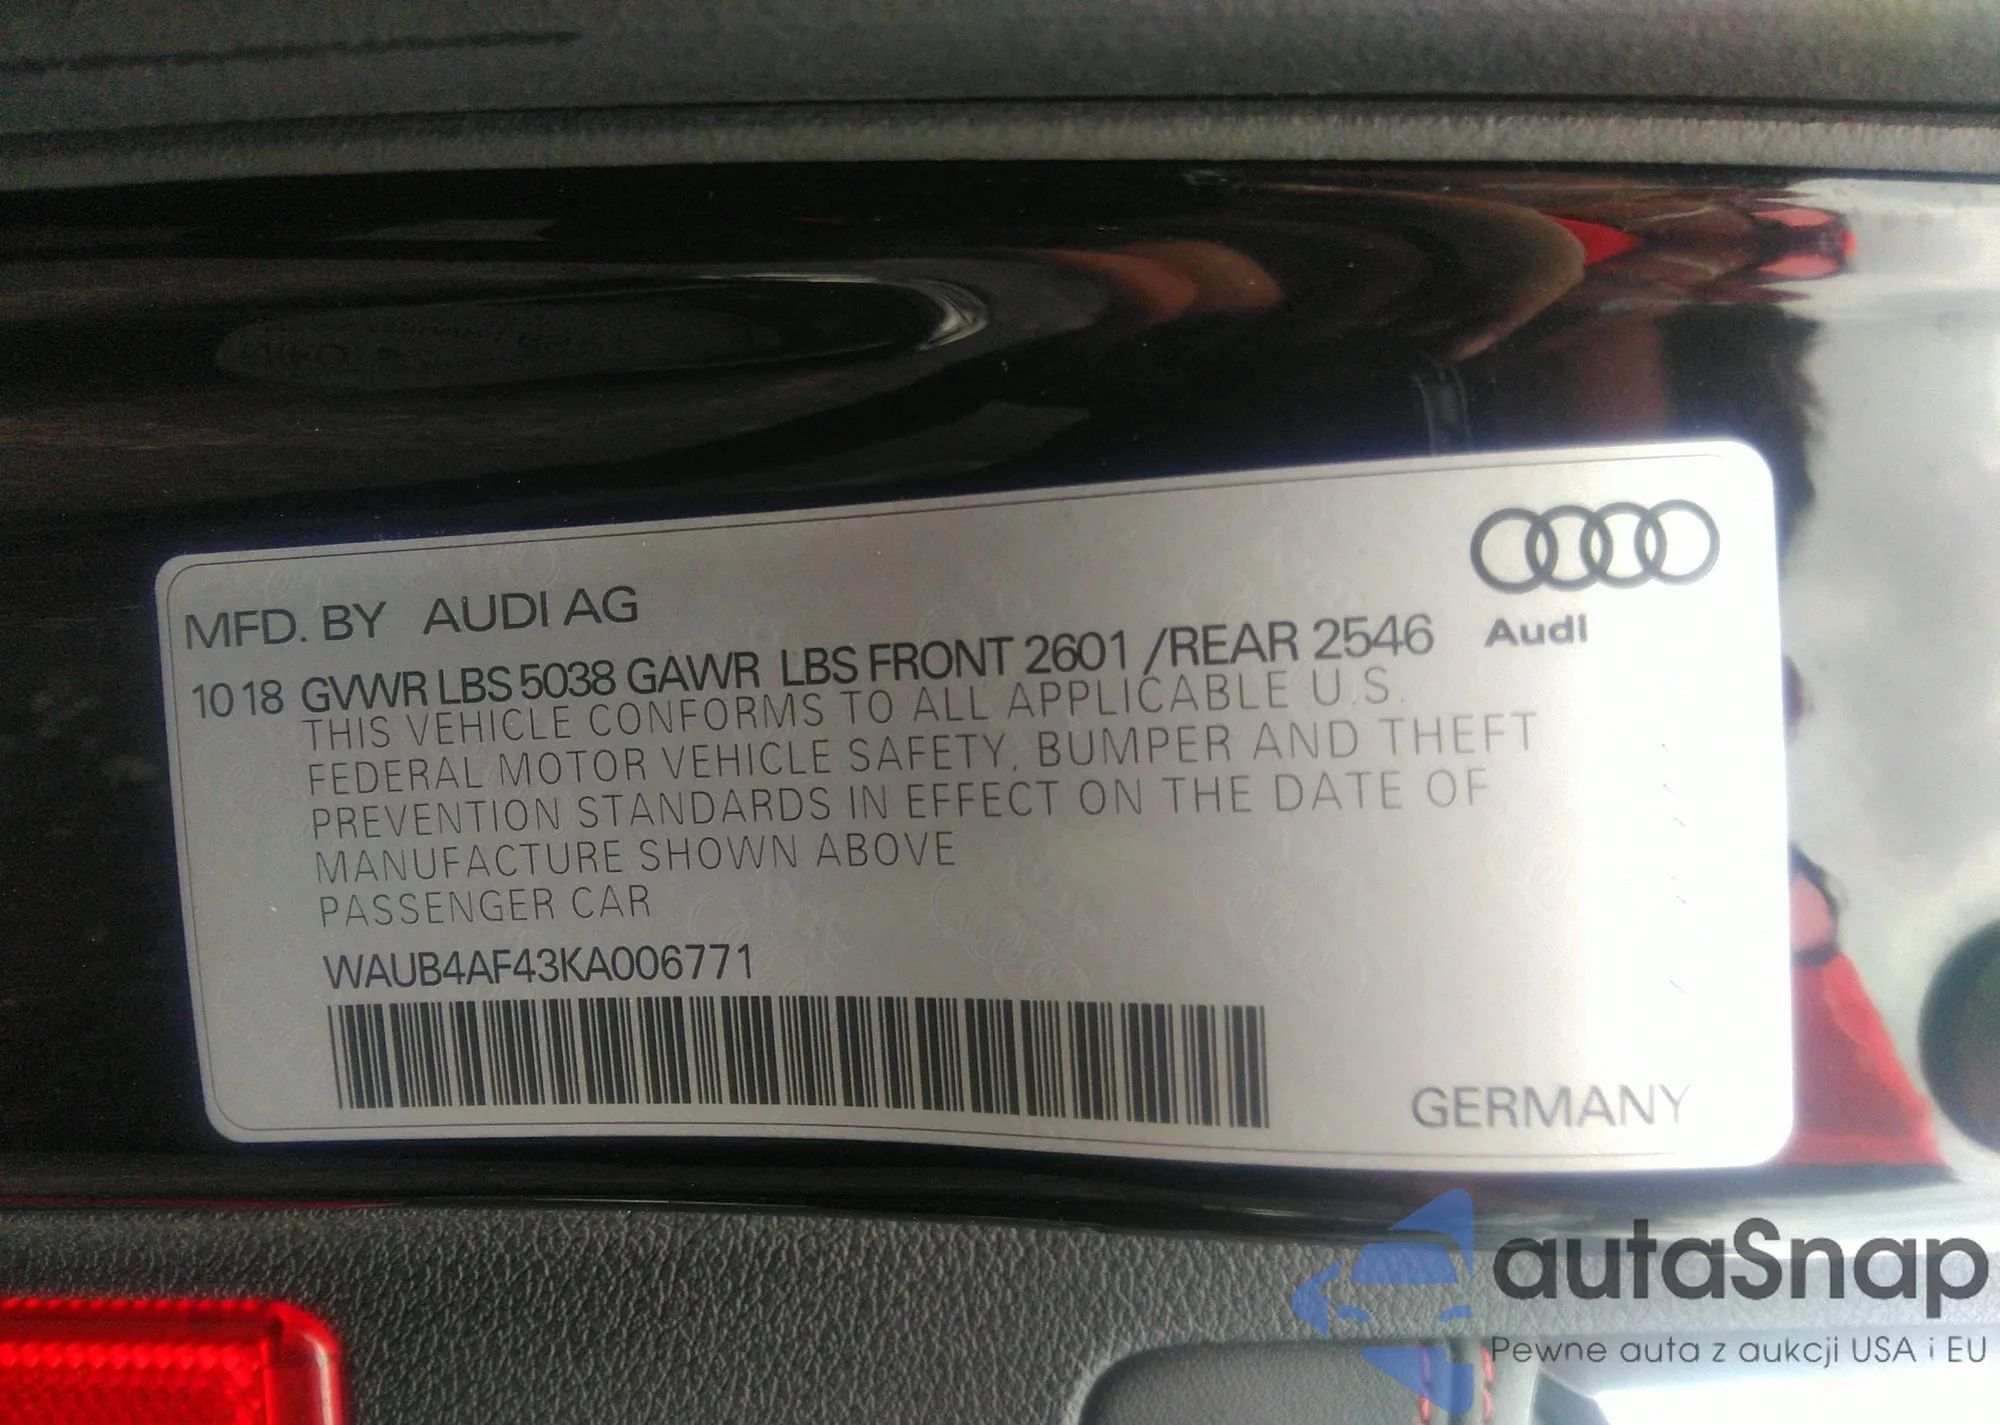 MFD. BY AUDI AG
Audi
10 18 GVWR LBS 5038 GAWR LBS FRONT 2601 /REAR 2546
THIS VEHICLE CONFORMS TO ALL APPLICABLE U.S.
FEDERAL MOTOR VEHICLE SAFETY, BUMPER AND THEFT
PREVENTION STANDARDS IN EFFECT ON THE DATE OF
MANUFACTURE SHOWN ABOVE
PASSENGER CAR
WAUB4AF43KA006771
GERMANY
autaSnap
Pewne auta z aukcji USA i EU